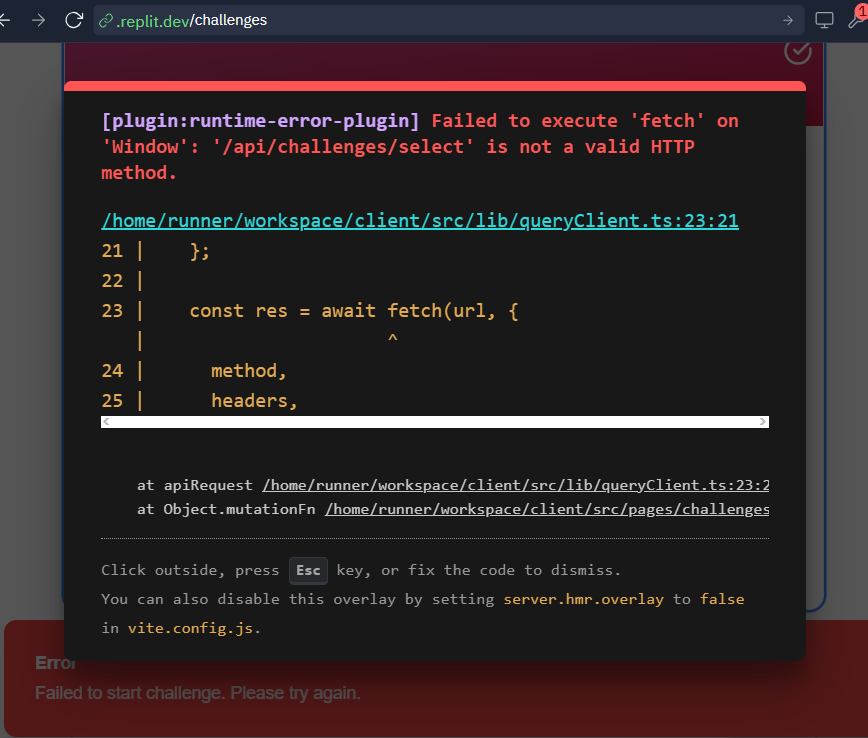 .replit.dev/challenges
1
[plugin:runtime-error-plugin] Failed to execute 'fetch' on
'Window': '/api/challenges/select' is not a valid HTTP
method.
/home/runner/workspace/client/src/lib/queryClient.ts:23:21
21 |    };
22 |
23 |    const res = await fetch(url, {
   |                      ^
24 |      method,
25 |      headers,
at apiRequest /home/runner/workspace/client/src/lib/queryClient.ts:23:2
at Object.mutationFn /home/runner/workspace/client/src/pages/challenges
Click outside, press Esc key, or fix the code to dismiss.
You can also disable this overlay by setting server.hmr.overlay to false
in vite.config.js.
Error
Failed to start challenge. Please try again.